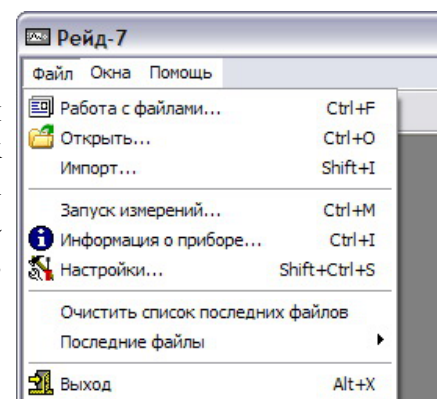 Рейд-7
Файл Окна Помощь
Работа с файлами... Ctrl+F
Открыть... Ctrl+O
Импорт... Shift+I
Запуск измерений... Ctrl+M
Информация о приборе... Ctrl+I
Настройки... Shift+Ctrl+S
Очистить список последних файлов
Последние файлы
Выход Alt+X